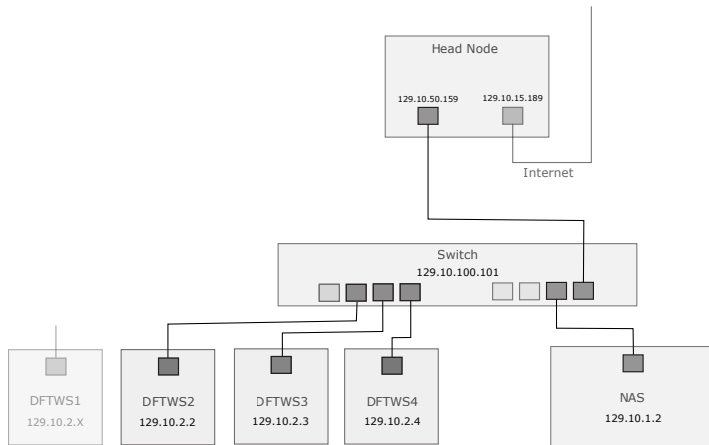 Head Node
129.10.50.159
129.10.15.189
Internet
Switch
129.10.100.101
DFTWS1
129.10.2.X
DFTWS2
129.10.2.2
DFTWS3
129.10.2.3
DFTWS4
129.10.2.4
NAS
129.10.1.2